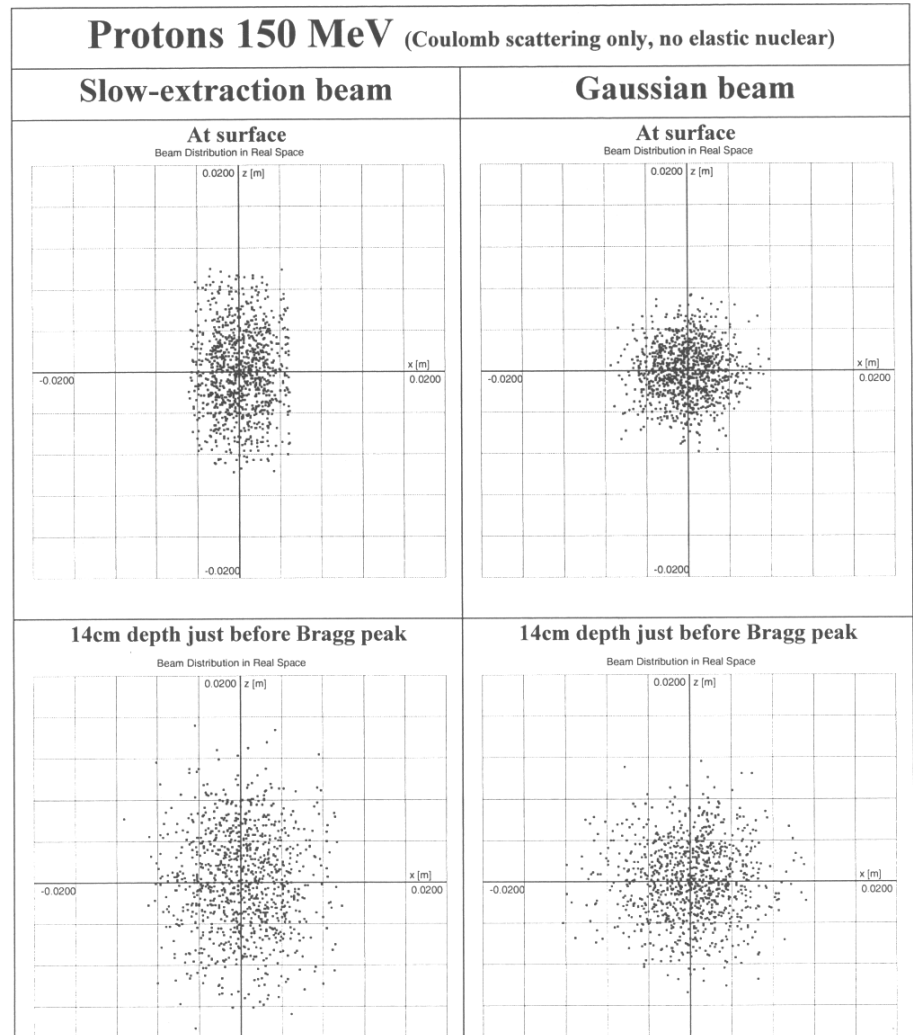 Protons 150 MeV (Coulomb scattering only, no elastic nuclear)
Slow-extraction beam
Gaussian beam
At surface
Beam Distribution in Real Space
0.0200 z [m]
x [m]
-0.0200
0.0200
-0.0200
At surface
Beam Distribution in Real Space
0.0200 z [m]
x [m]
-0.0200
0.0200
-0.0200
14cm depth just before Bragg peak
Beam Distribution in Real Space
0.0200 z [m]
x [m]
-0.0200
0.0200
14cm depth just before Bragg peak
Beam Distribution in Real Space
0.0200 z [m]
x [m]
-0.0200
0.0200